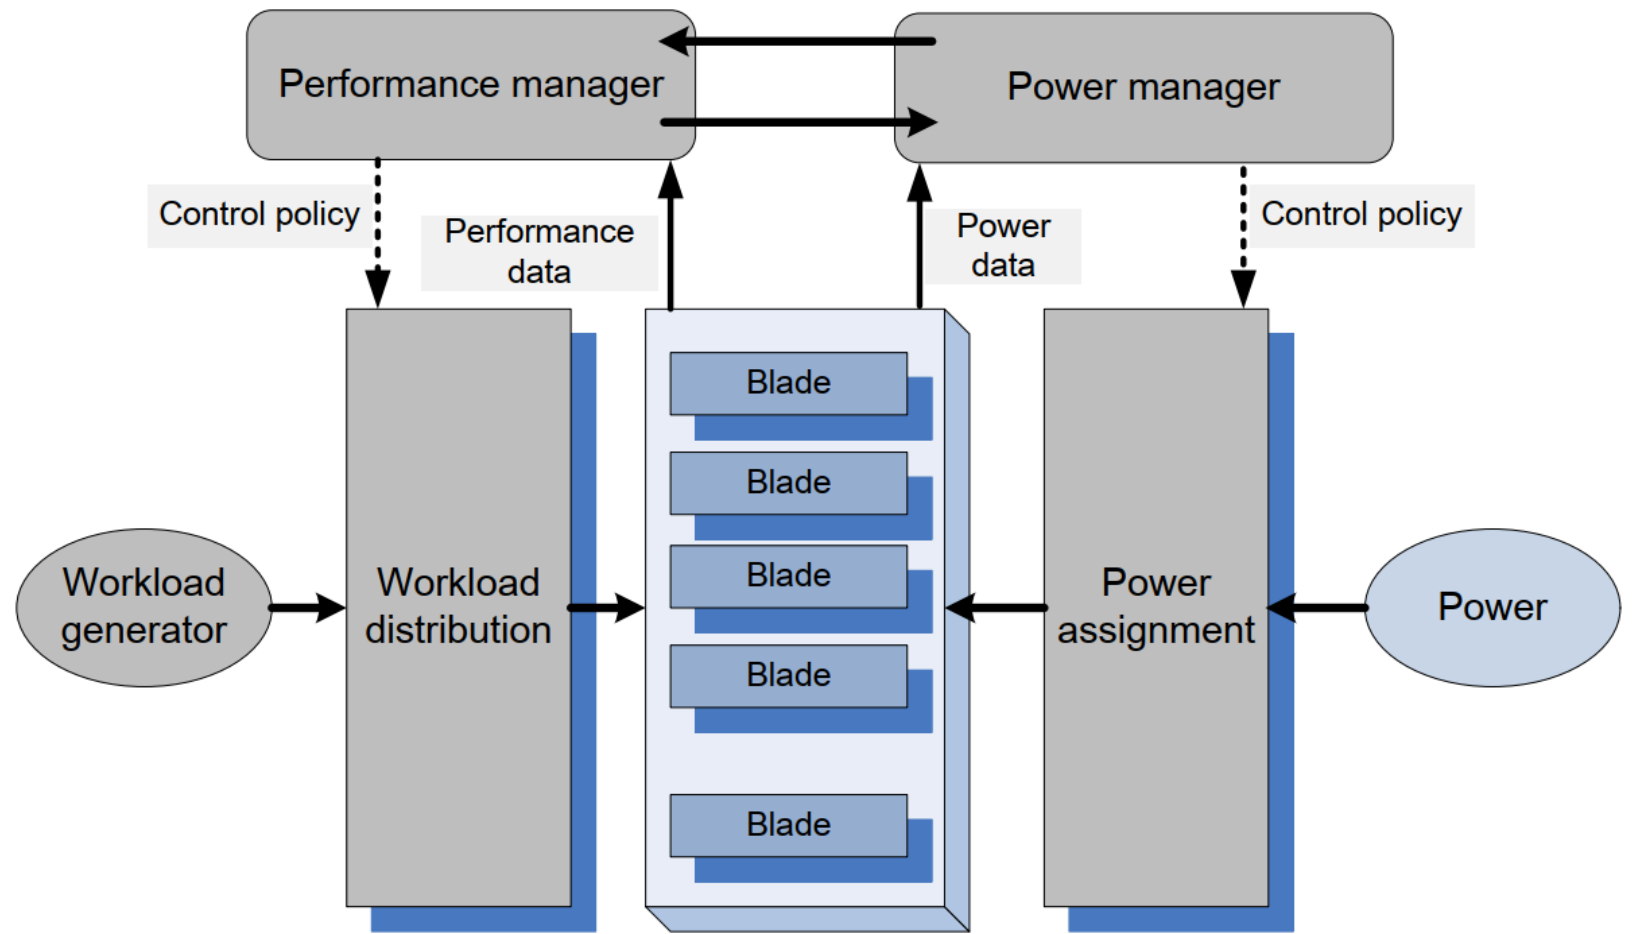 Performance manager
Power manager
Control policy
Performance
data
Power
data
Control policy
Blade
Blade
Blade
Blade
Blade
Workload
generator
Workload
distribution
Power
assignment
Power